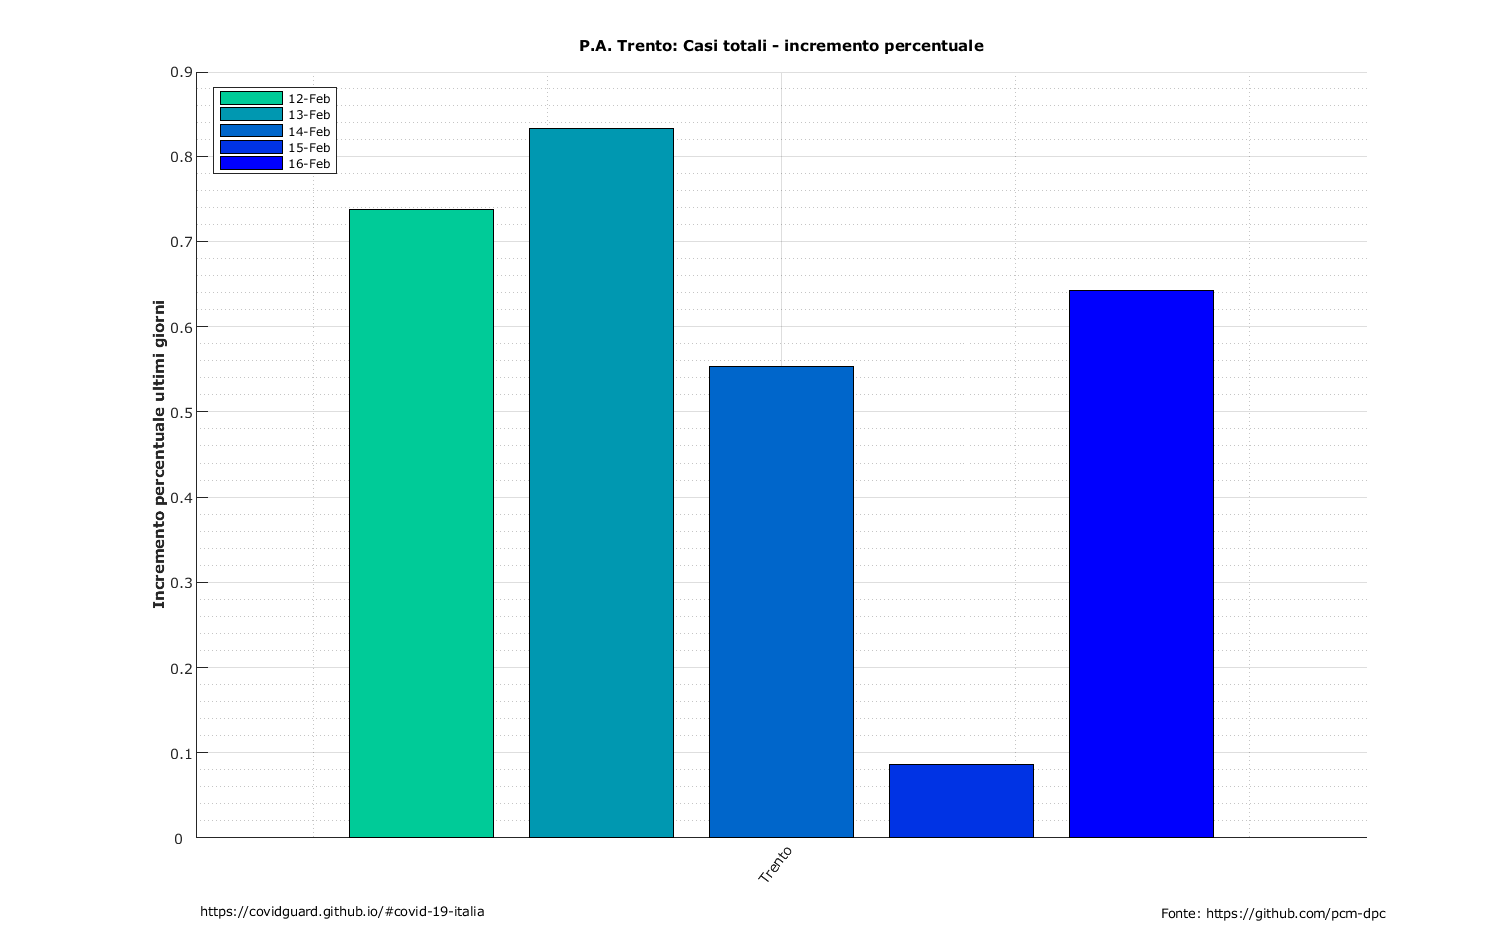 P.A. Trento: Casi totali - incremento percentuale
0.9
0.8
0.7
0.6
0.5
0.4
0.3
0.2
0.1
0
12-Feb
13-Feb
14-Feb
15-Feb
16-Feb
Incremento percentuale ultimi giorni
Trento
https://covidguard.github.io/#covid-19-italia
Fonte: https://github.com/pcm-dpc